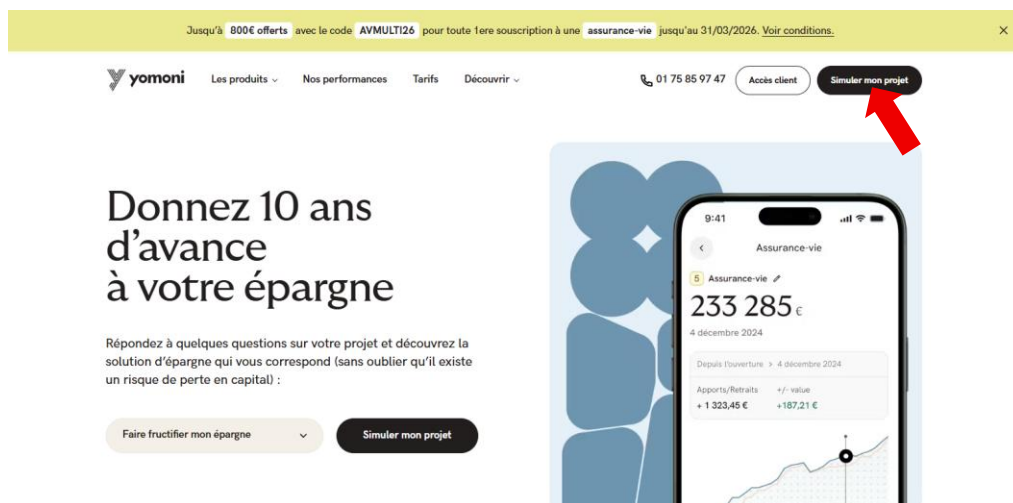 Jusqu'à 800€ offerts avec le code AVMULTI26 pour toute 1ere souscription à une assurance-vie jusqu'au 31/03/2026. Voir conditions.
yomoni Les produits Nos performances Tarifs Découvrir 01 75 85 97 47 Accès client Simuler mon projet
Donnez 10 ans
d'avance
à votre épargne
Répondez à quelques questions sur votre projet et découvrez la
solution d'épargne qui vous correspond (sans oublier qu'il existe
un risque de perte en capital) :
Faire fructifier mon épargne Simuler mon projet
9:41
Assurance-vie
5 Assurance-vie
233 285 €
4 décembre 2024
Depuis l'ouverture > 4 décembre 2024
Apports/Retraits +/- value
+ 1 323,45 € +187,21 €